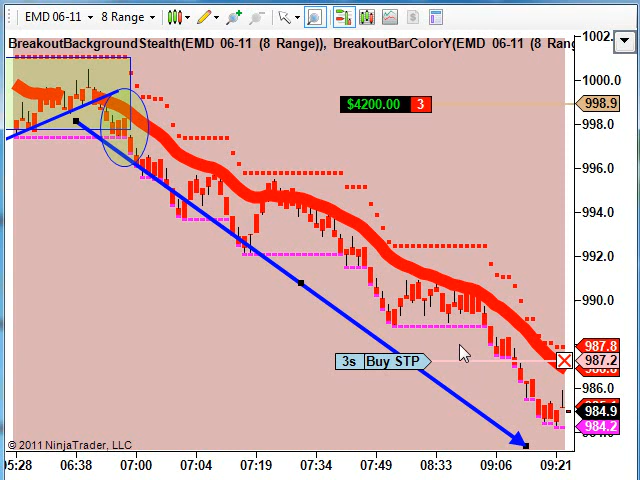 EMD 06-11 8 Range
BreakoutBackgroundStealth(EMD 06-11 (8 Range)), BreakoutBarColorY(EMD 06-11 (8 Rang
1002.
1000.0
$4200.00 3
998.9
998.0
996.0
994.0
992.0
990.0
987.8
3s Buy STP
987.2
986.0
984.9
984.2
© 2011 NinjaTrader, LLC
05:28 06:38 07:00 07:04 07:19 07:34 07:49 08:33 09:06 09:21